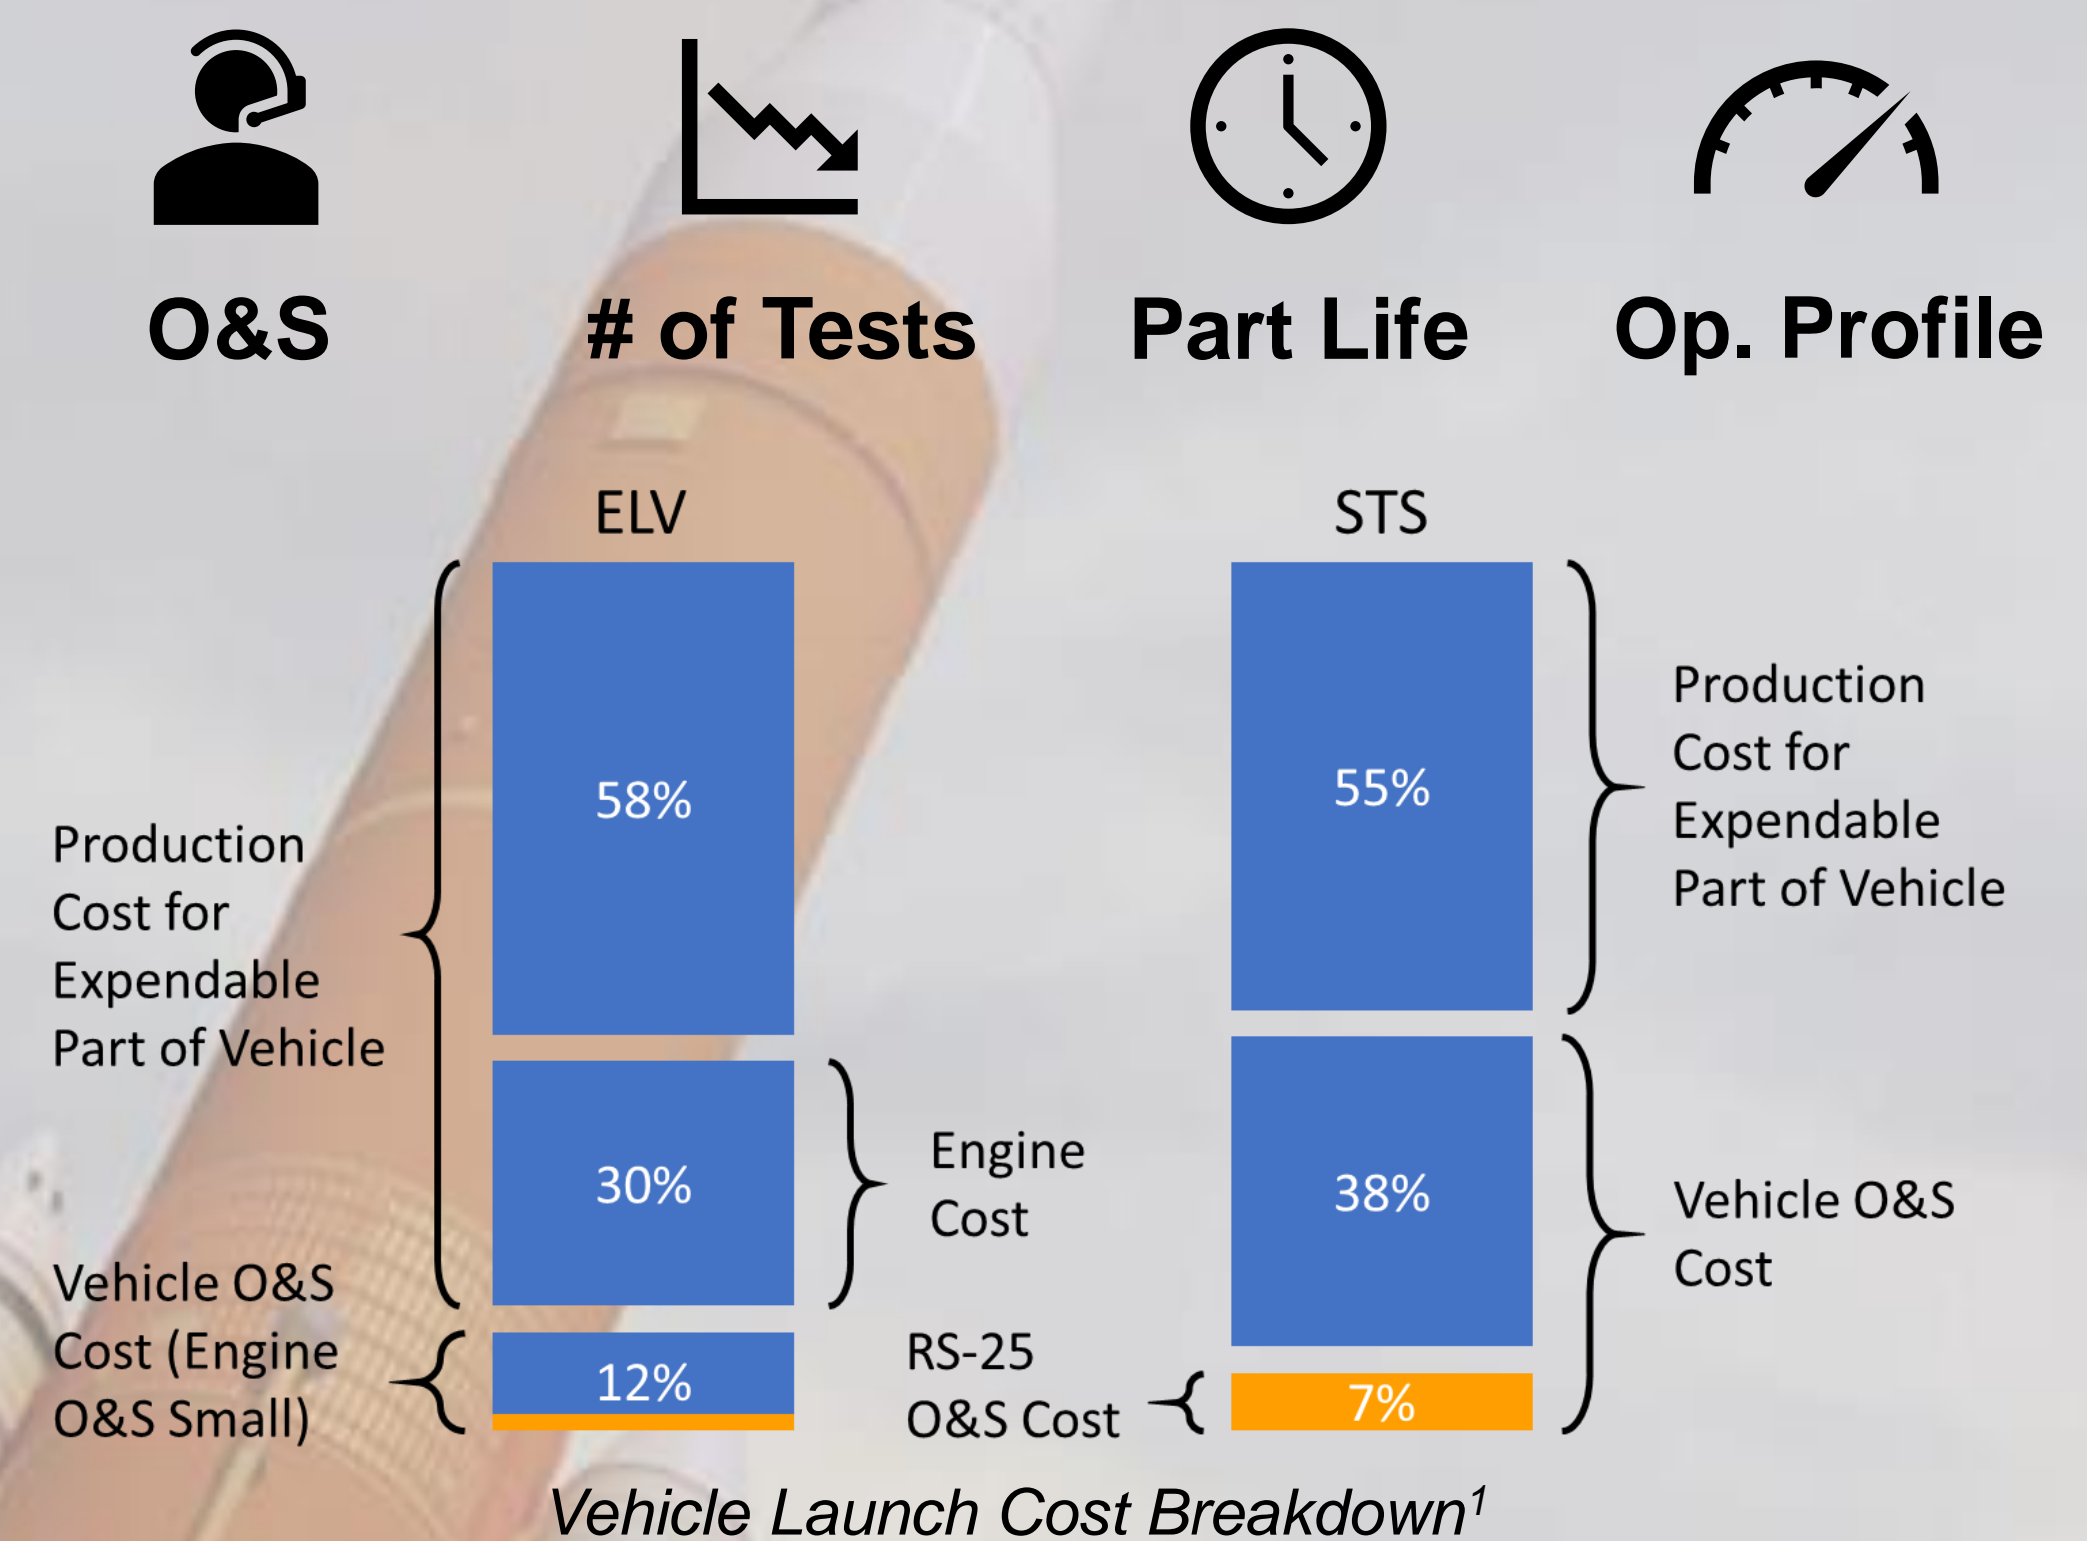 O&S
# of Tests
Part Life
Op. Profile
ELV
STS
58%
30%
12%
Production
Cost for
Expendable
Part of Vehicle
Vehicle O&S
Cost (Engine
O&S Small)
Engine
Cost
RS-25
O&S Cost
55%
38%
7%
Production
Cost for
Expendable
Part of Vehicle
Vehicle O&S
Cost
Vehicle Launch Cost Breakdown¹